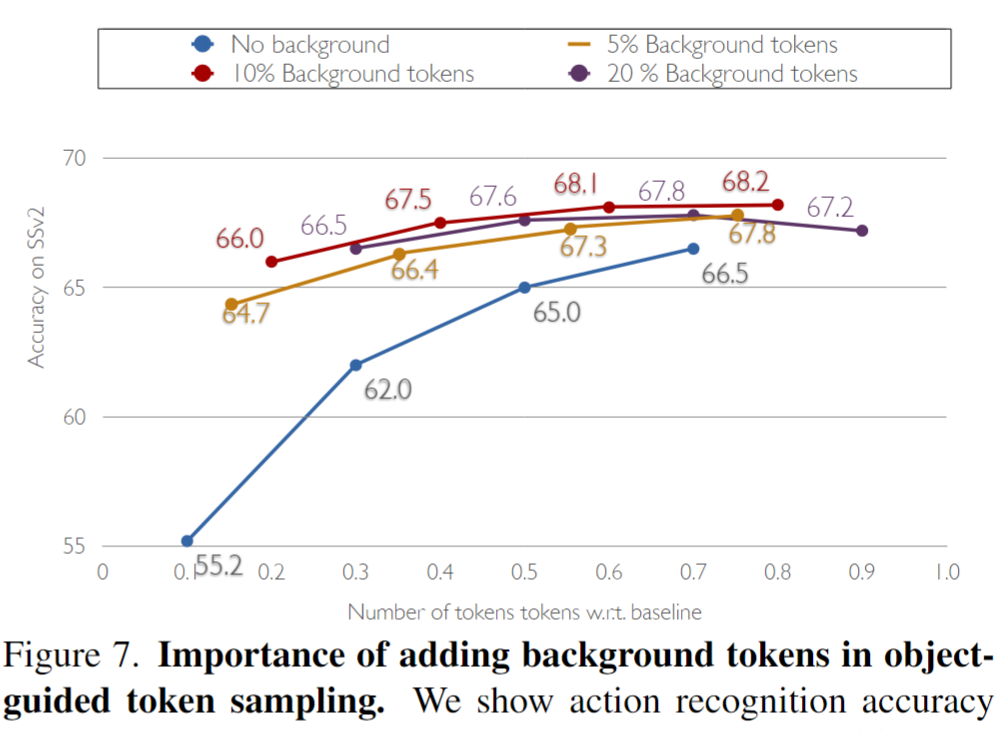 No background
5% Background tokens
10% Background tokens
20 % Background tokens
70
65
60
55
Accuracy on SSv2
66.0
66.5
67.5
67.6
68.1
67.8
68.2
67.2
64.7
66.4
67.3
67.8
55.2
62.0
65.0
66.5
0 0.1 0.2 0.3 0.4 0.5 0.6 0.7 0.8 0.9 1.0
Number of tokens tokens w.r.t. baseline
Figure 7. Importance of adding background tokens in object-
guided token sampling. We show action recognition accuracy